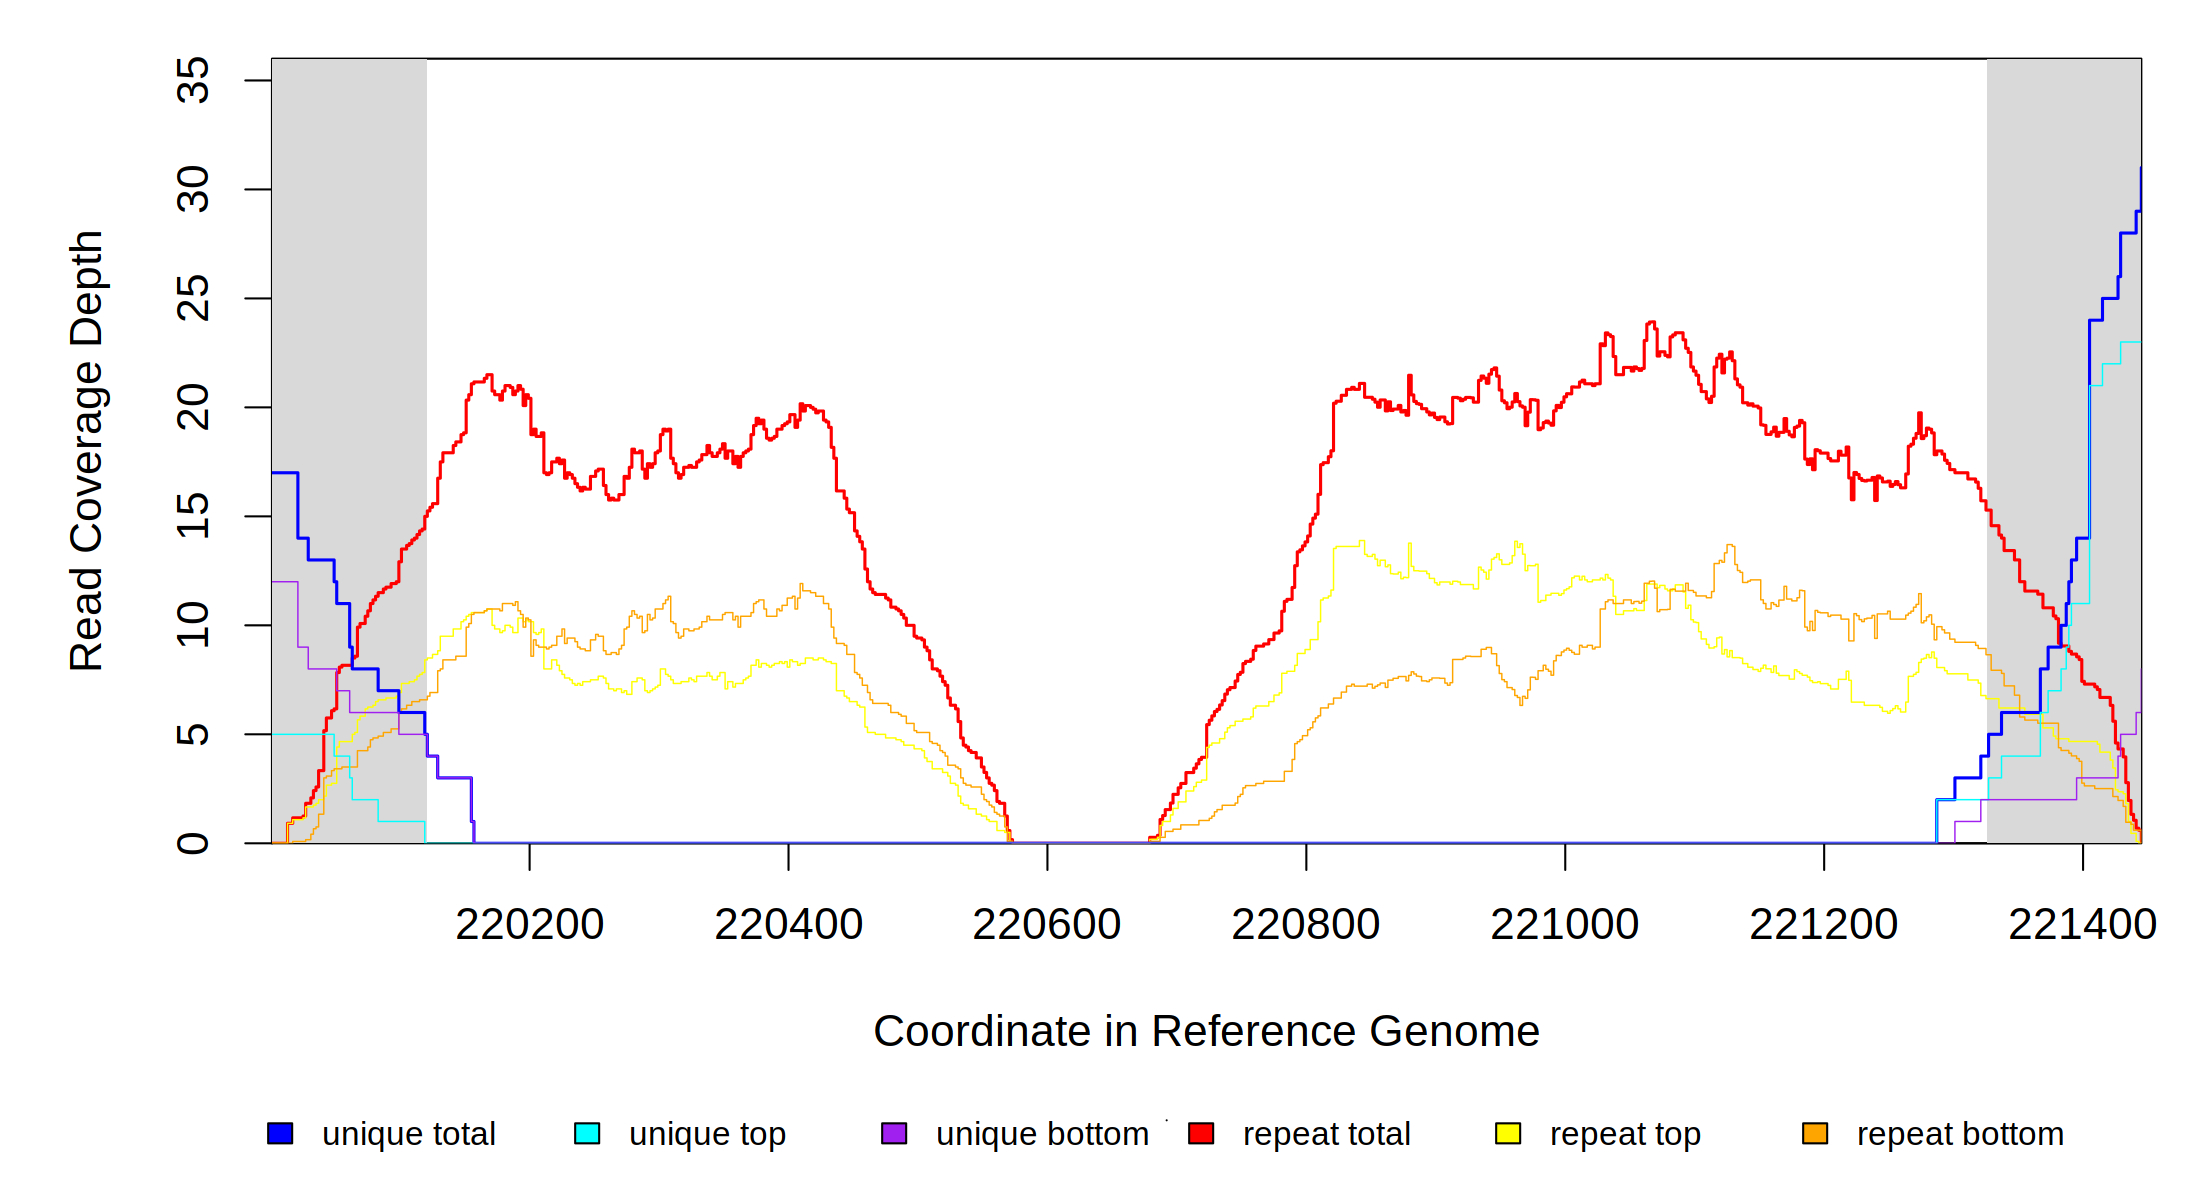 Read Coverage Depth
35
30
25
20
15
10
5
0
220200 220400 220600 220800 221000 221200 221400
Coordinate in Reference Genome
unique total unique top unique bottom repeat total repeat top repeat bottom